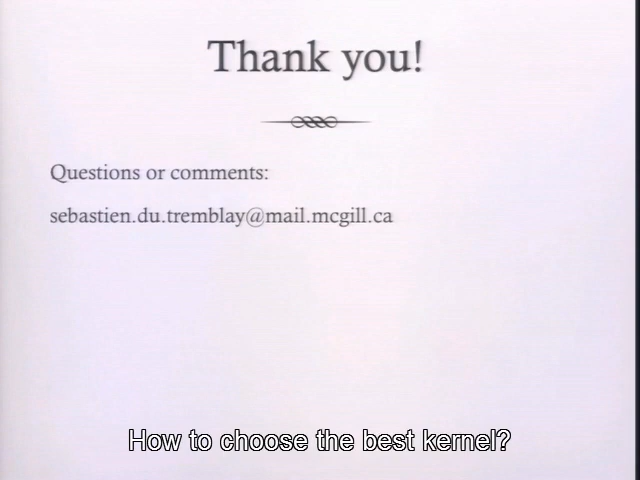 Thank you!
Questions or comments:
sebastien.du.tremblay@mail.mcgill.ca
How to choose the best kernel?